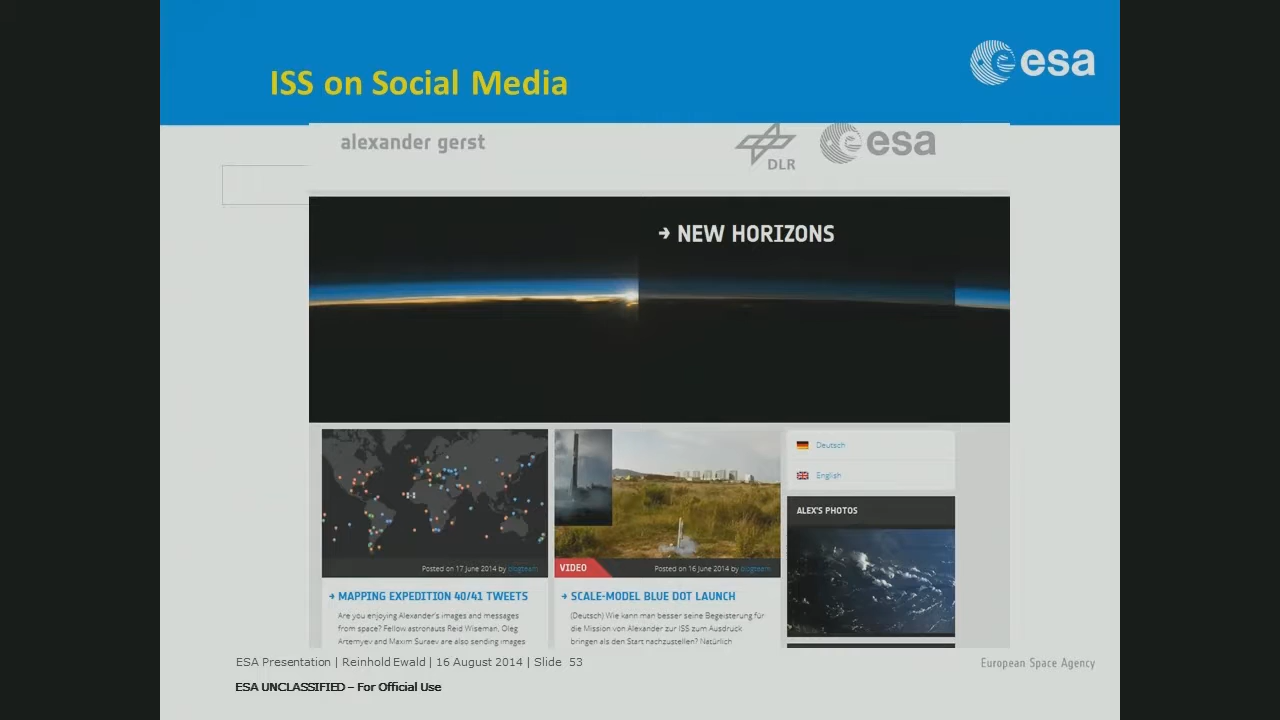 ISS on Social Media
esa
alexander gerst
DLR
esa
→ NEW HORIZONS
Posted on 17 June 2014 by blogteam
→ MAPPING EXPEDITION 40/41 TWEETS
Are you enjoying Alexander's images and messages
from space? Fellow astronauts Reid Wiseman, Oleg
Artemyev and Maxim Suraev are also sending images
VIDEO
Posted on 16 June 2014 by blogteam
→ SCALE-MODEL BLUE DOT LAUNCH
(Deutsch) Wie kann man besser seine Begeisterung für
die Mission von Alexander zur ISS zum Ausdruck
bringen als den Start nachzustellen? Natürlich
Deutsch
English
ALEX'S PHOTOS
ESA Presentation | Reinhold Ewald | 16 August 2014 | Slide 53
European Space Agency
ESA UNCLASSIFIED – For Official Use